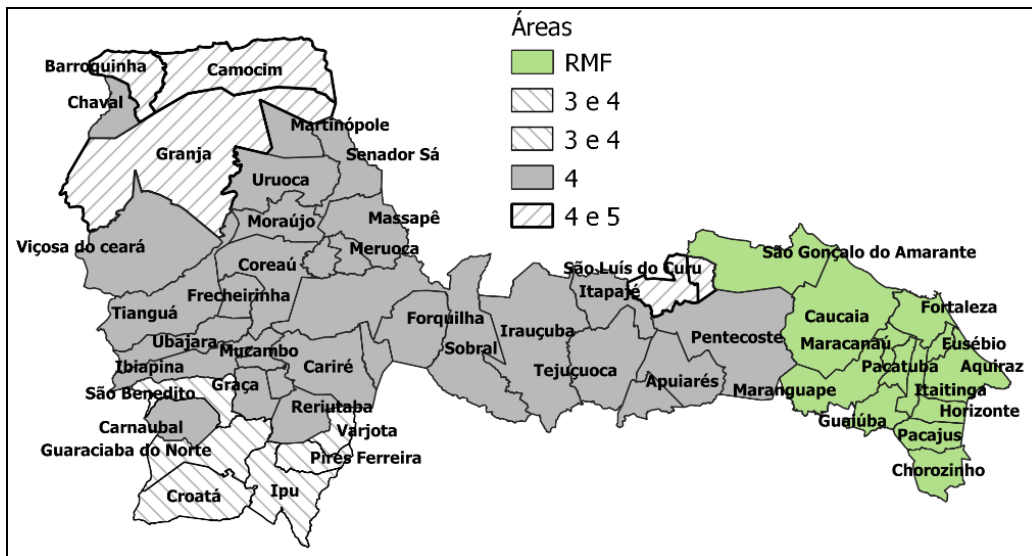 Áreas
RMF
3 e 4
3 e 4
4
4 e 5
Barroquinha
Camocim
Chaval
Martinópole
Granja
Senador Sá
Uruoca
Moraújo
Massapê
Viçosa do ceará
Meruoca
Coreaú
São Gonçalo do Amarante
São Luís do Curu
Itapajé
Frecheirinha
Tianguá
Forquilha
Irauçuba
Caucaia
Fortaleza
Ubajara
Pentecoste
Maracanaú
Eusébio
Mucambo
Sobral
Ibiapina
Cariré
Tejuçuoca
Pacatuba
Aquiraz
São Benedito
Graça
Apuiarés
Maranguape
Itaitinga
Reriutaba
Horizonte
Carnaubal
Varjota
Guaiúba
Guaraciaba do Norte
Pires Ferreira
Pacajus
Chorozinho
Croatá
Ipu